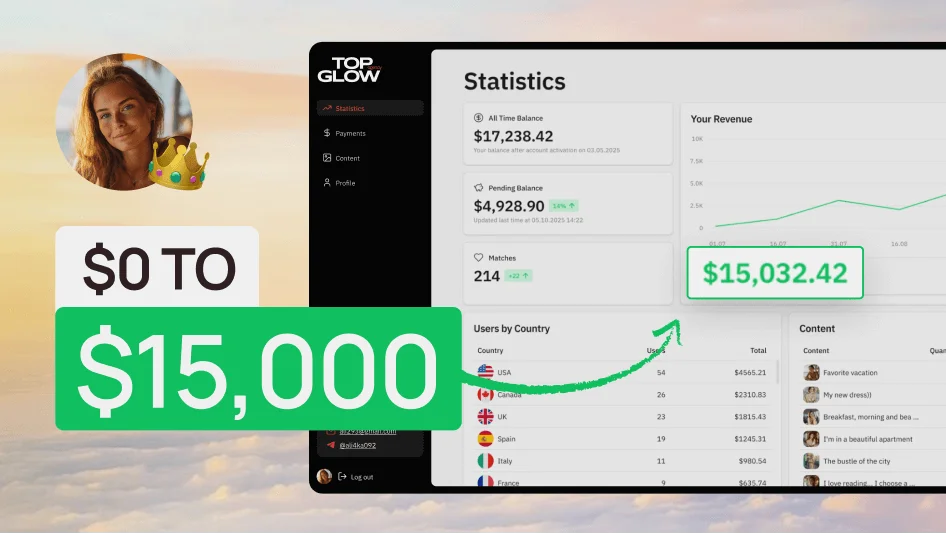 $0 TO
$15,000
TOP
agency
GLOW
Statistics
Payments
Content
Profile
@ali4ka092
Log out
Statistics
All Time Balance
$17,238.42
Your balance after account activation on 03.05.2025
Pending Balance
$4,928.90
14% ↑
Updated last time at 05.10.2025 14:22
Matches
214 +22 ↑
Your Revenue
10K
7.5K
5.0K
2.5K
0
01.07 16.07 31.07 16.08
$15,032.42
Users by Country
Country Users Total
USA 54 $4565.21
Canada 26 $2310.83
UK 23 $1815.43
Spain 19 $1245.31
Italy 11 $980.54
France 9 $635.74
Content
Content Quan
Favorite vacation
My new dress))
Breakfast, morning and bea ...
I'm in a beautiful apartment
The bustle of the city
I love reading... I choose a ...